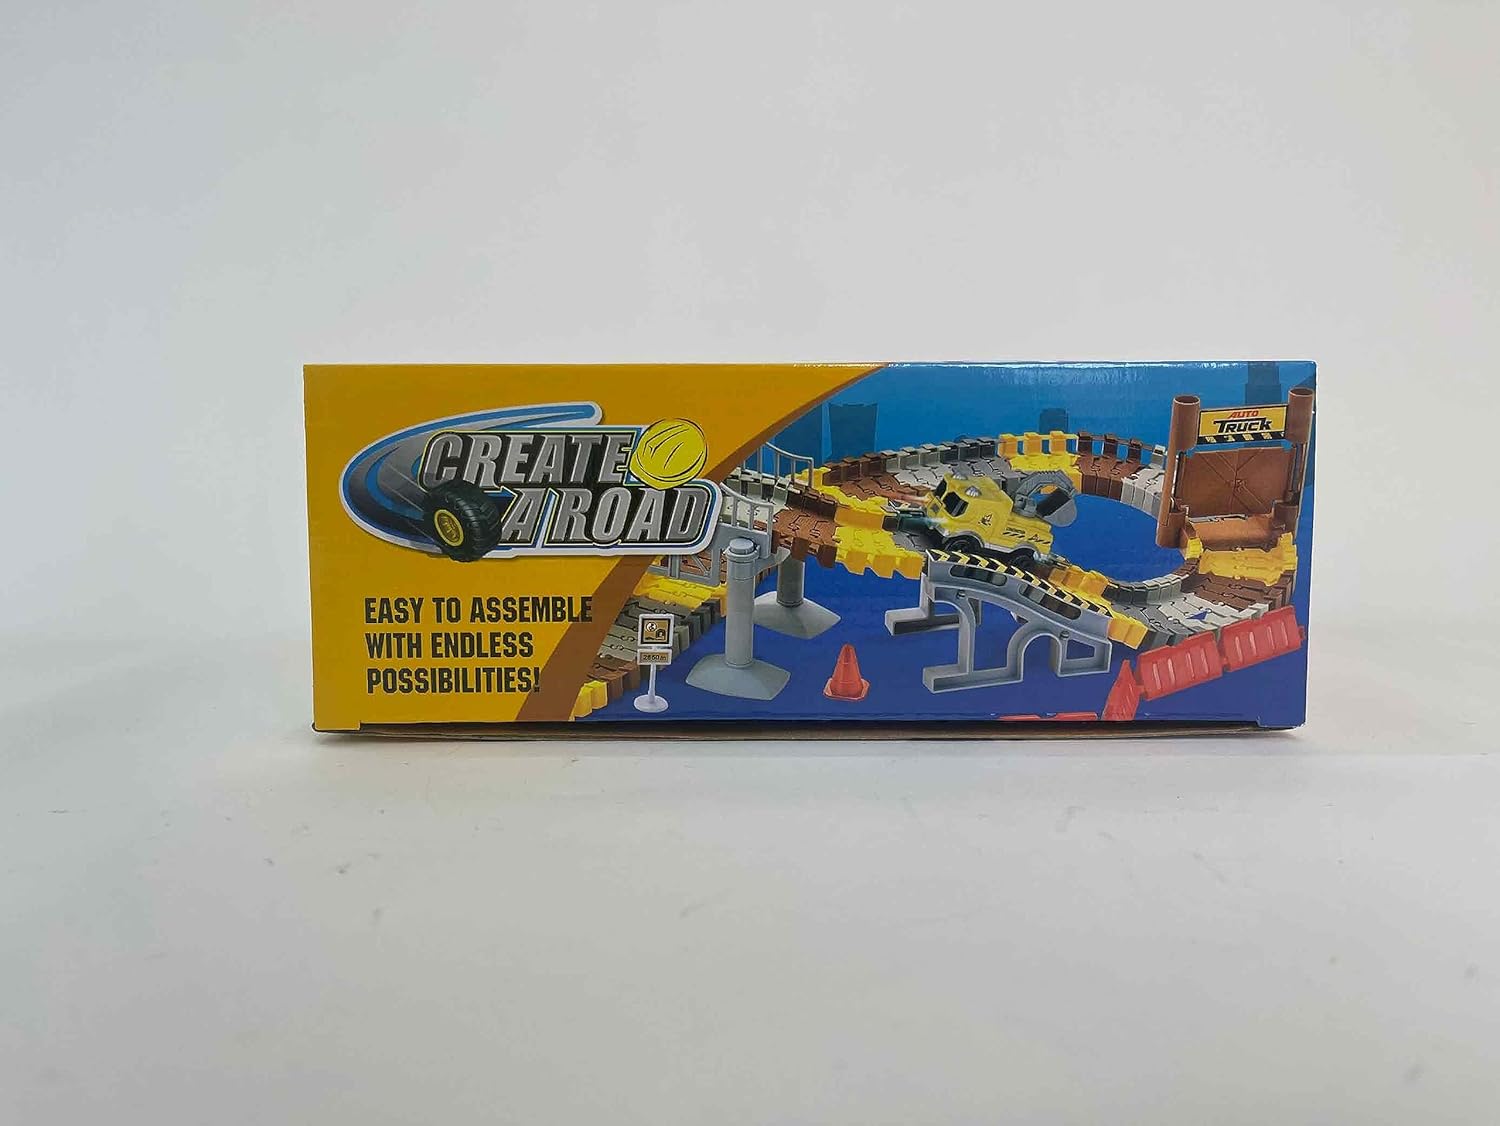 CREATE
A ROAD
EASY TO ASSEMBLE
WITH ENDLESS
POSSIBILITIES!
AUTO
TRUCK